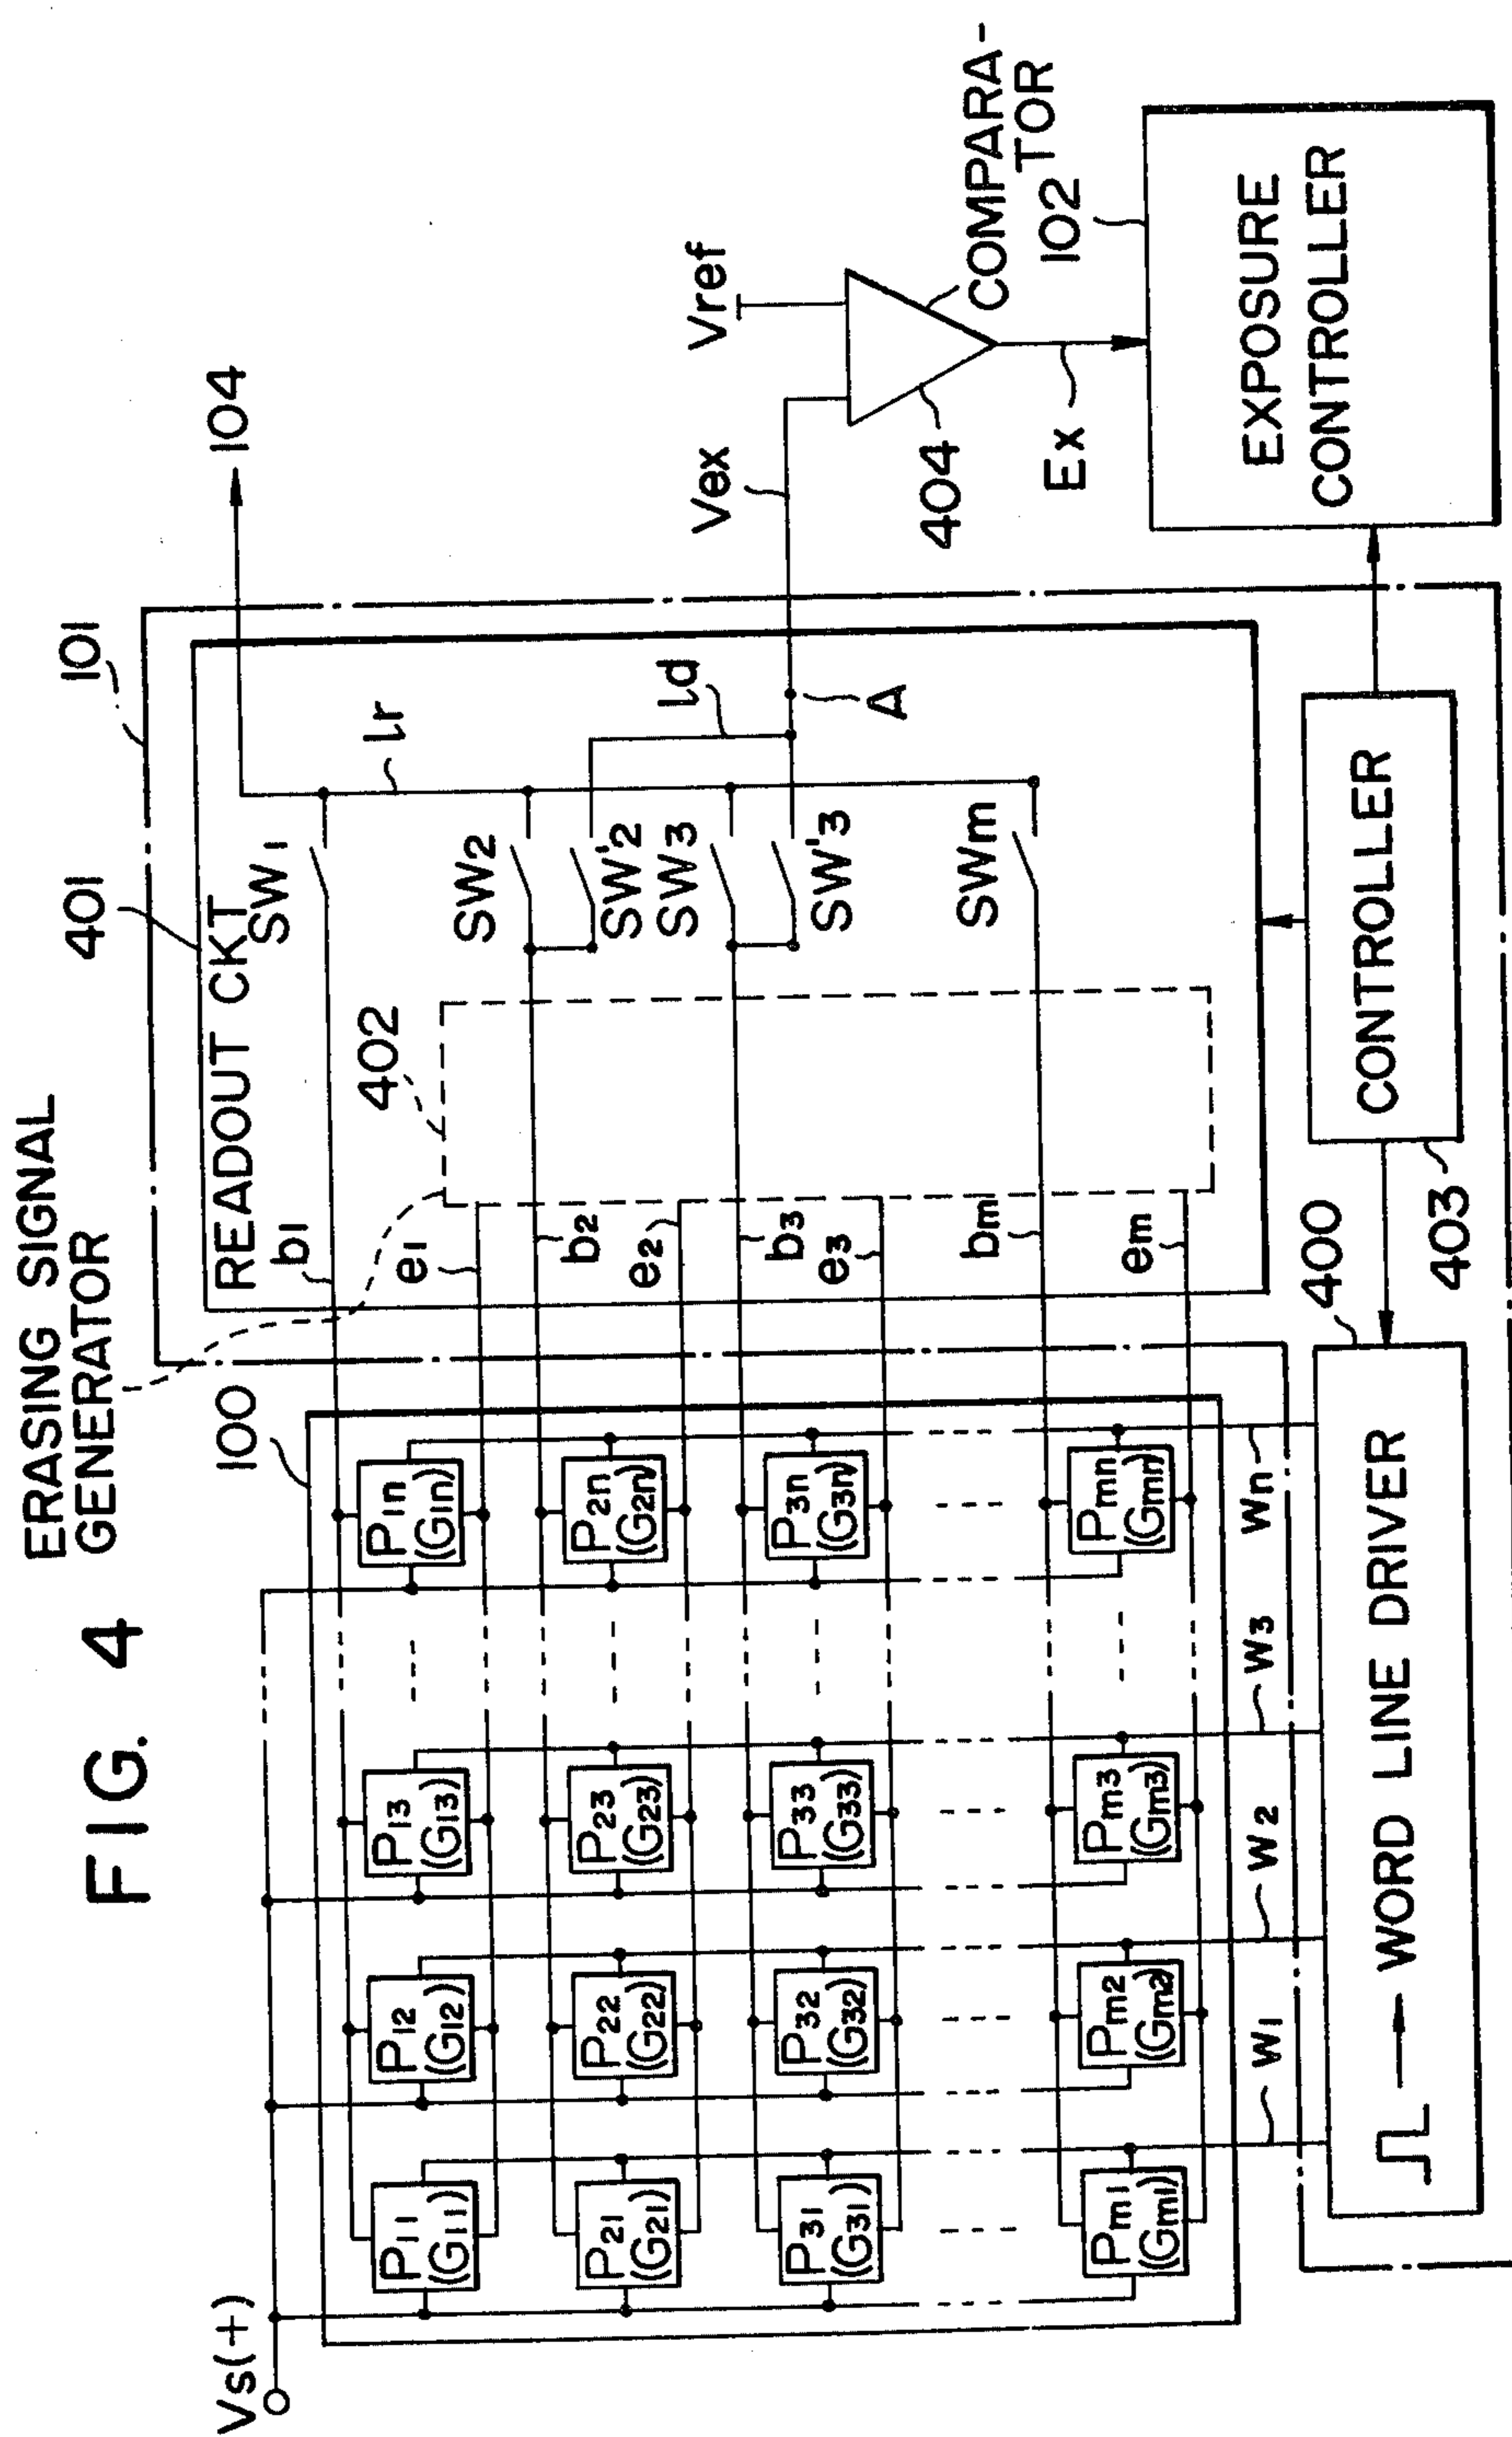 FIG. 4
ERASING SIGNAL
GENERATOR
100
401
101
104
Vs(+)
READOUT CKT
402
P11
(G11)
P12
(G12)
P13
(G13)
P1n
(G1n)
b1
SW1
lr
e1
P21
(G21)
P22
(G22)
P23
(G23)
P2n
(G2n)
b2
SW2
SW'2
ld
e2
P31
(G31)
P32
(G32)
P33
(G33)
P3n
(G3n)
b3
SW3
SW'3
A
e3
Pm1
(Gm1)
Pm2
(Gm2)
Pm3
(Gm3)
Pmn
(Gmn)
bm
SWm
em
Vex
Vref
404
COMPARA-
TOR
Ex
102
W1
W2
W3
Wn
400
WORD LINE DRIVER
403
CONTROLLER
EXPOSURE
CONTROLLER